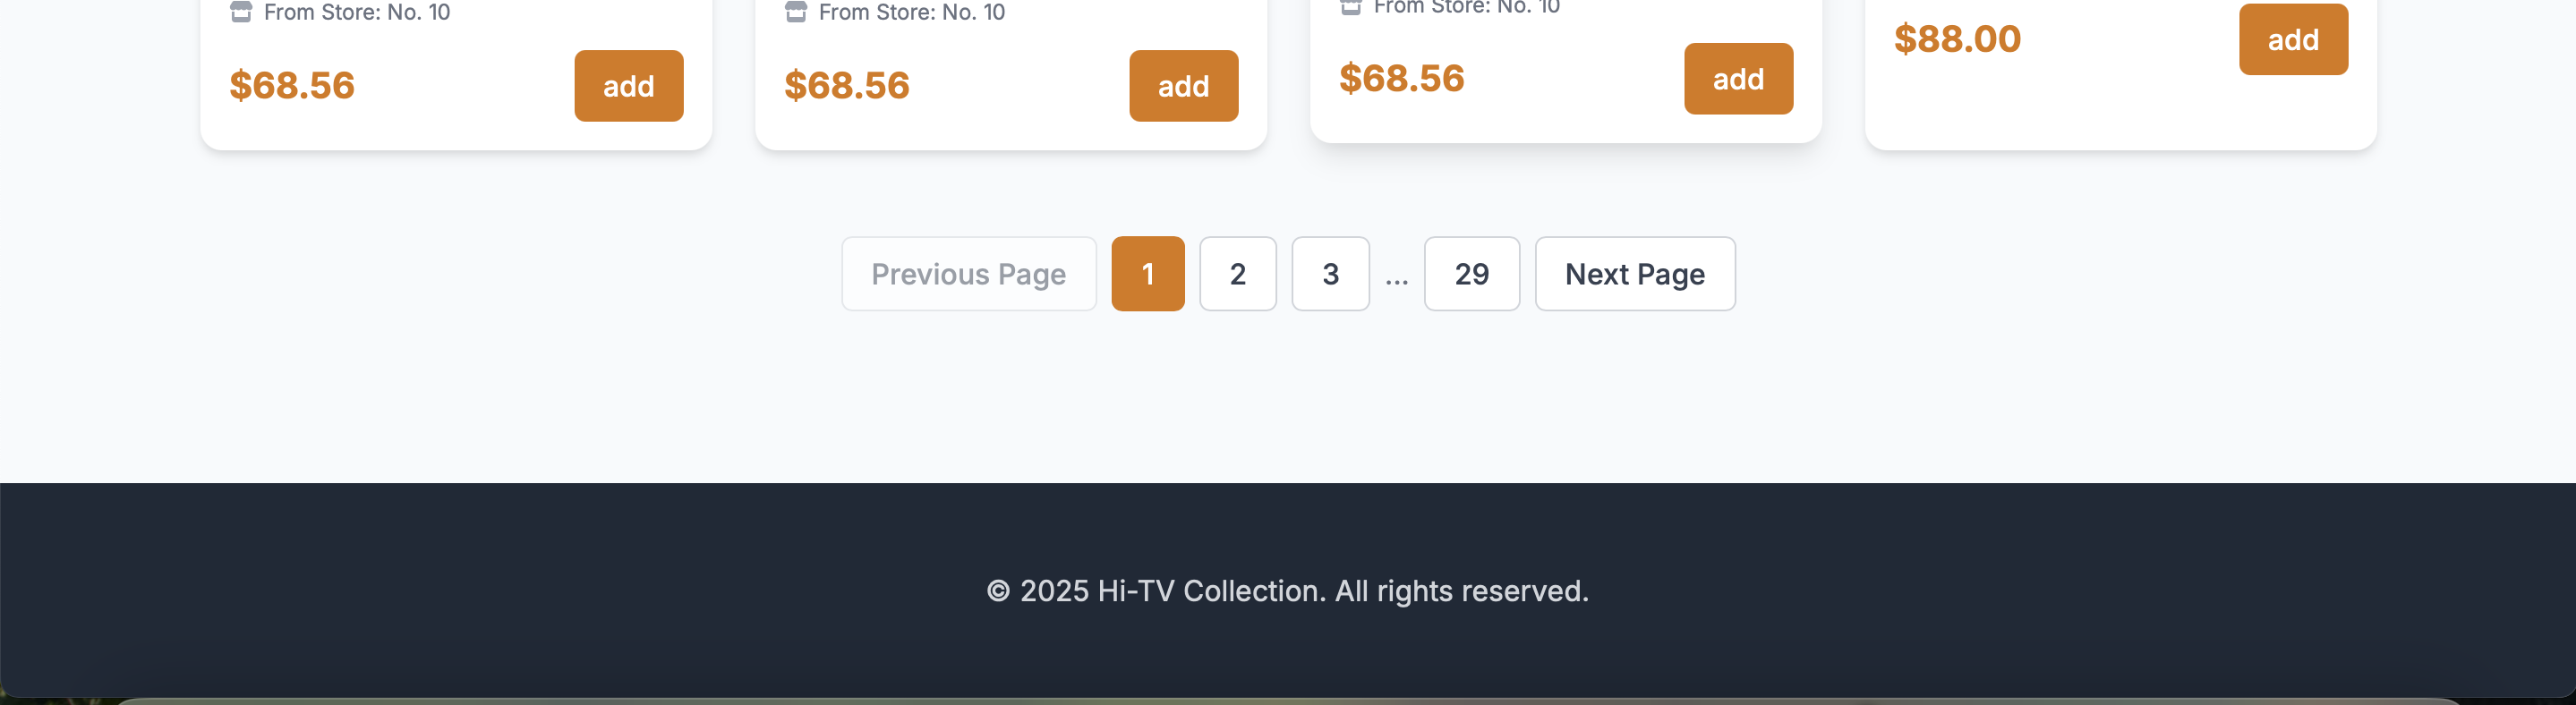 From Store: No. 10
From Store: No. 10
From Store: No. 10
$68.56 add
$68.56 add
$68.56 add
$88.00 add
Previous Page 1 2 3 ... 29 Next Page
© 2025 Hi-TV Collection. All rights reserved.